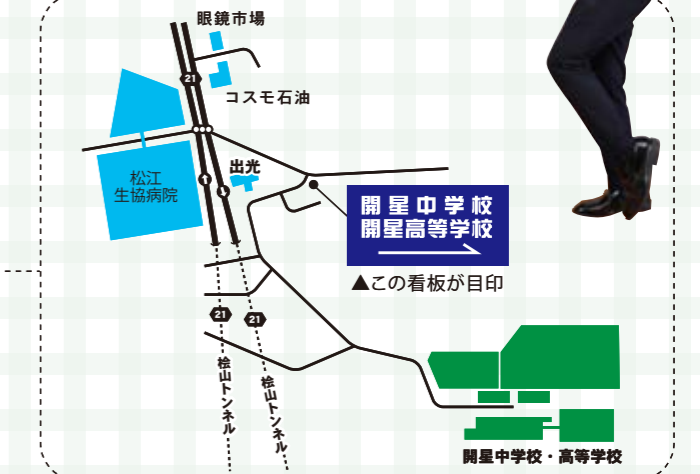 眼鏡市場
21
コスモ石油
出光
松江
生協病院
開星中学校
開星高等学校
▲この看板が目印
21
21
桧山トンネル
桧山トンネル
開星中学校・高等学校